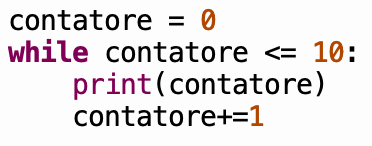 contatore = 0
while contatore <= 10:
    print(contatore)
    contatore+=1